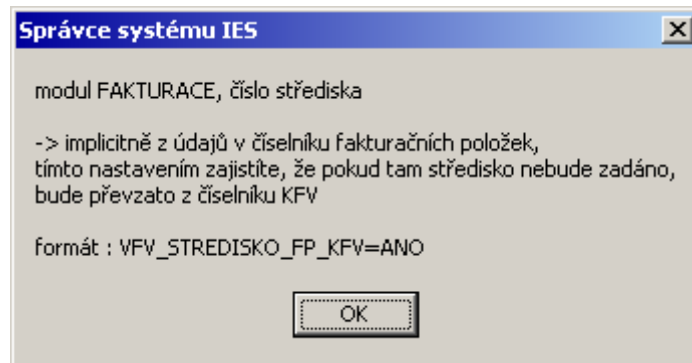 Správce systému IES
modul FAKTURACE, číslo střediska
-> implicitně z údajů v číselníku fakturačních položek,
tímto nastavením zajistíte, že pokud tam středisko nebude zadáno,
bude převzato z číselníku KFV
formát : VFV_STREDISKO_FP_KFV=ANO
OK